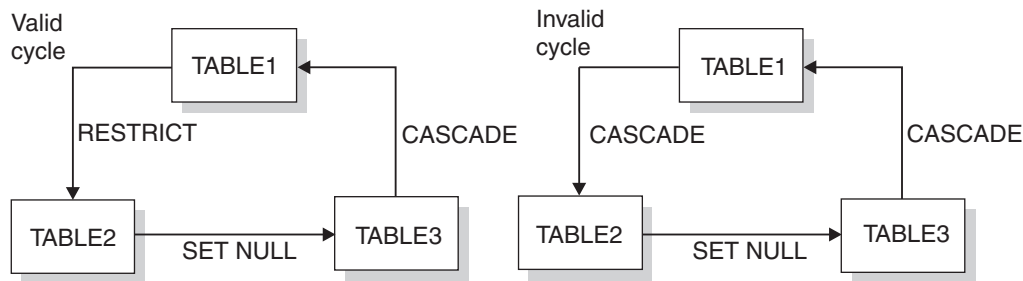 Valid
cycle
TABLE1
RESTRICT
CASCADE
TABLE2
SET NULL
TABLE3
Invalid
cycle
TABLE1
CASCADE
CASCADE
TABLE2
SET NULL
TABLE3